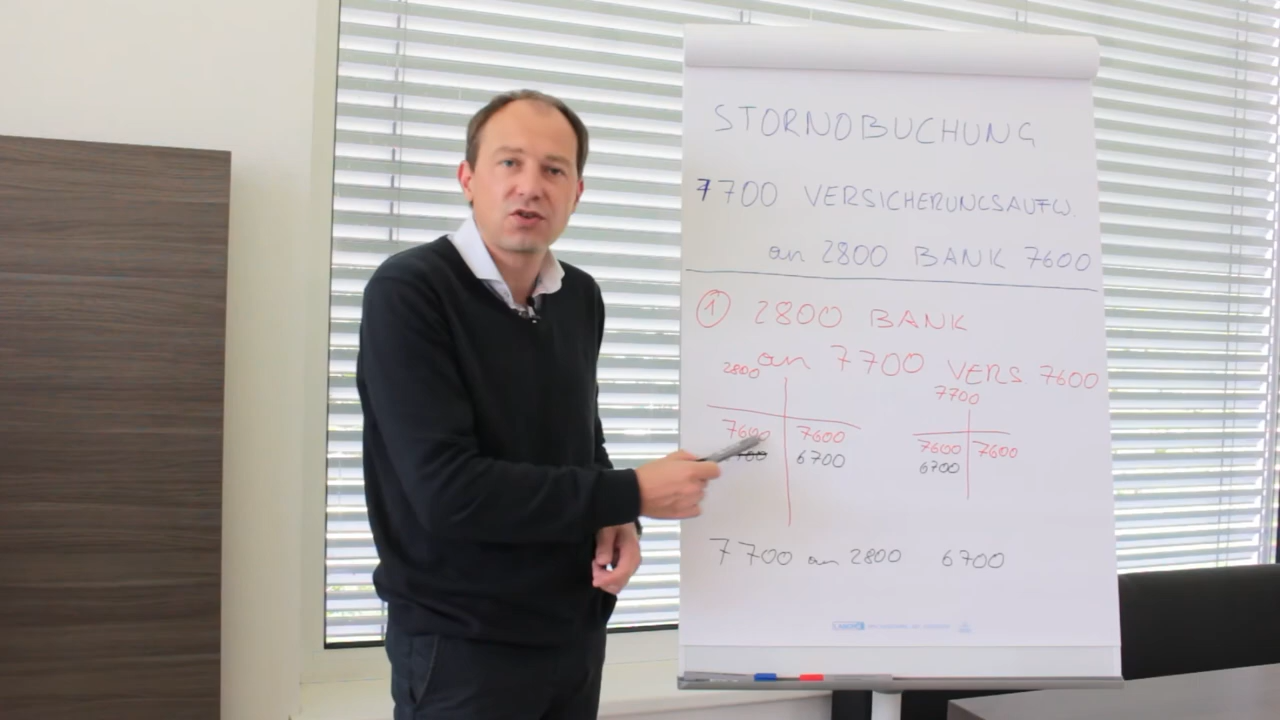 STORNOBUCHUNG
7700 VERSICHERUNGSAUFW.
an 2800 BANK 7600
① 2800 BANK
an 7700 VERS 7600
2800
7700
7600 7600
6700
7600 7600
6700
7700 an 2800 6700